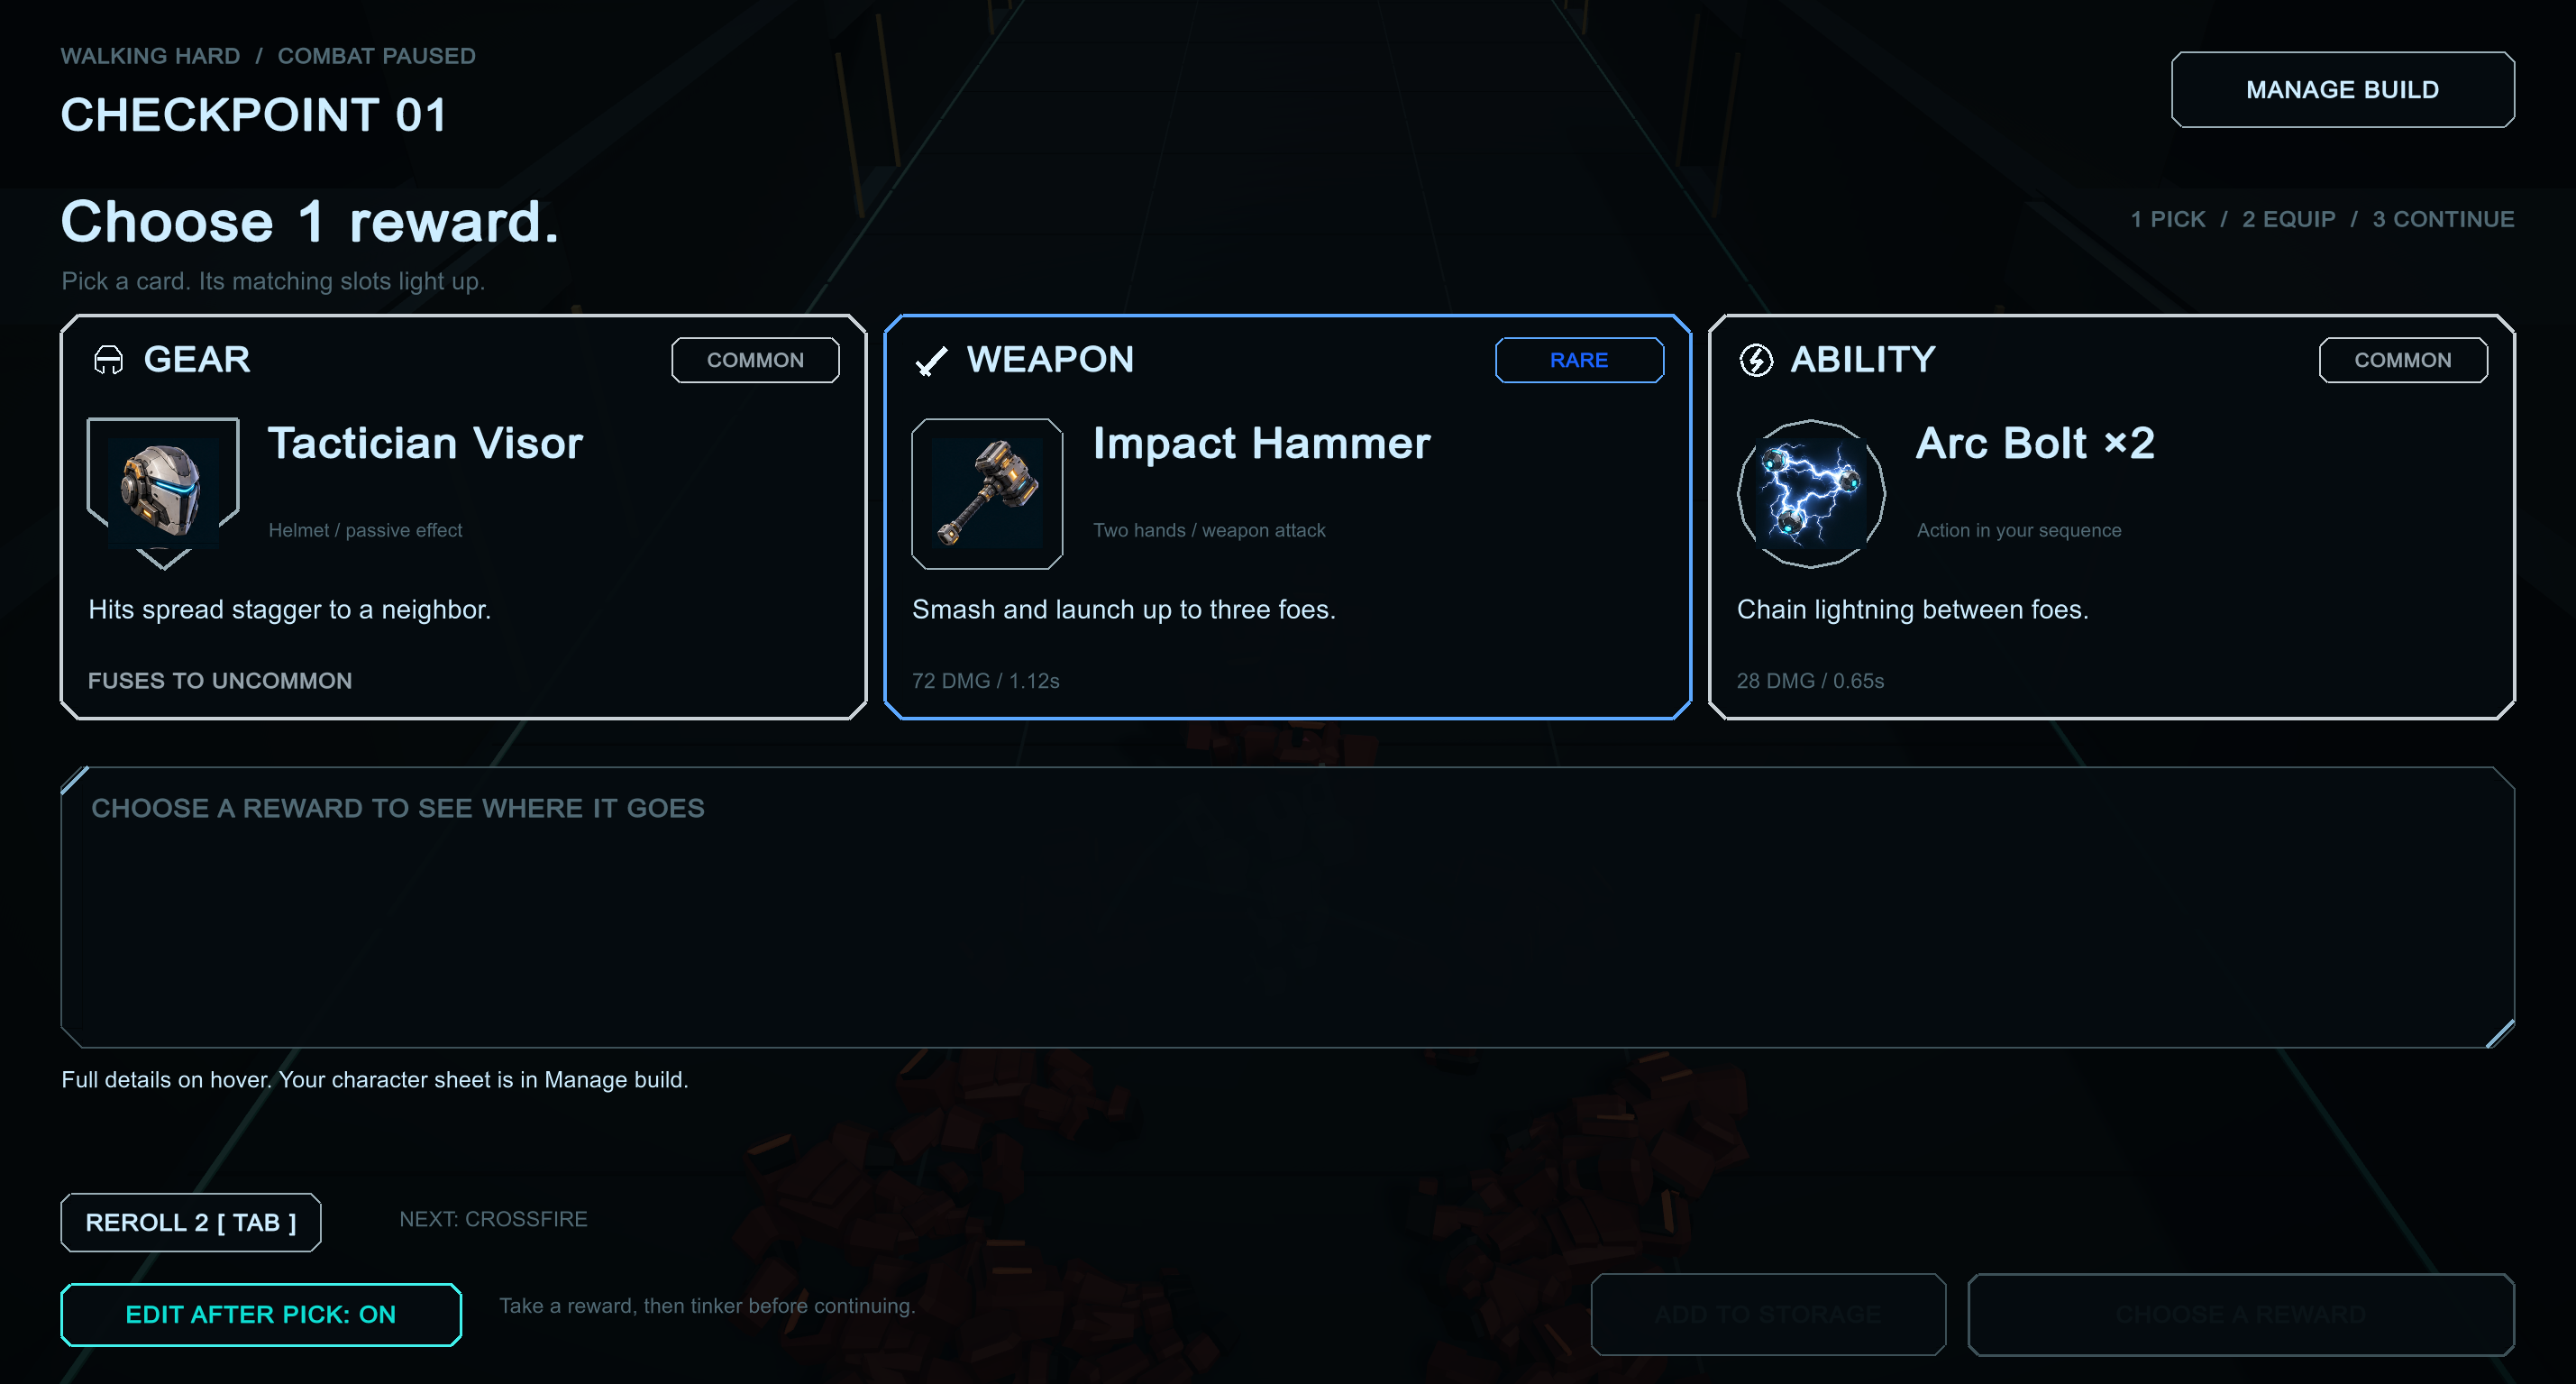 WALKING HARD / COMBAT PAUSED
CHECKPOINT 01
MANAGE BUILD
Choose 1 reward.
1 PICK / 2 EQUIP / 3 CONTINUE
Pick a card. Its matching slots light up.
GEAR
COMMON
Tactician Visor
Helmet / passive effect
Hits spread stagger to a neighbor.
FUSES TO UNCOMMON
WEAPON
RARE
Impact Hammer
Two hands / weapon attack
Smash and launch up to three foes.
72 DMG / 1.12s
ABILITY
COMMON
Arc Bolt ×2
Action in your sequence
Chain lightning between foes.
28 DMG / 0.65s
CHOOSE A REWARD TO SEE WHERE IT GOES
Full details on hover. Your character sheet is in Manage build.
REROLL 2 [ TAB ]
NEXT: CROSSFIRE
EDIT AFTER PICK: ON
Take a reward, then tinker before continuing.
ADD TO STORAGE
CHOOSE A REWARD